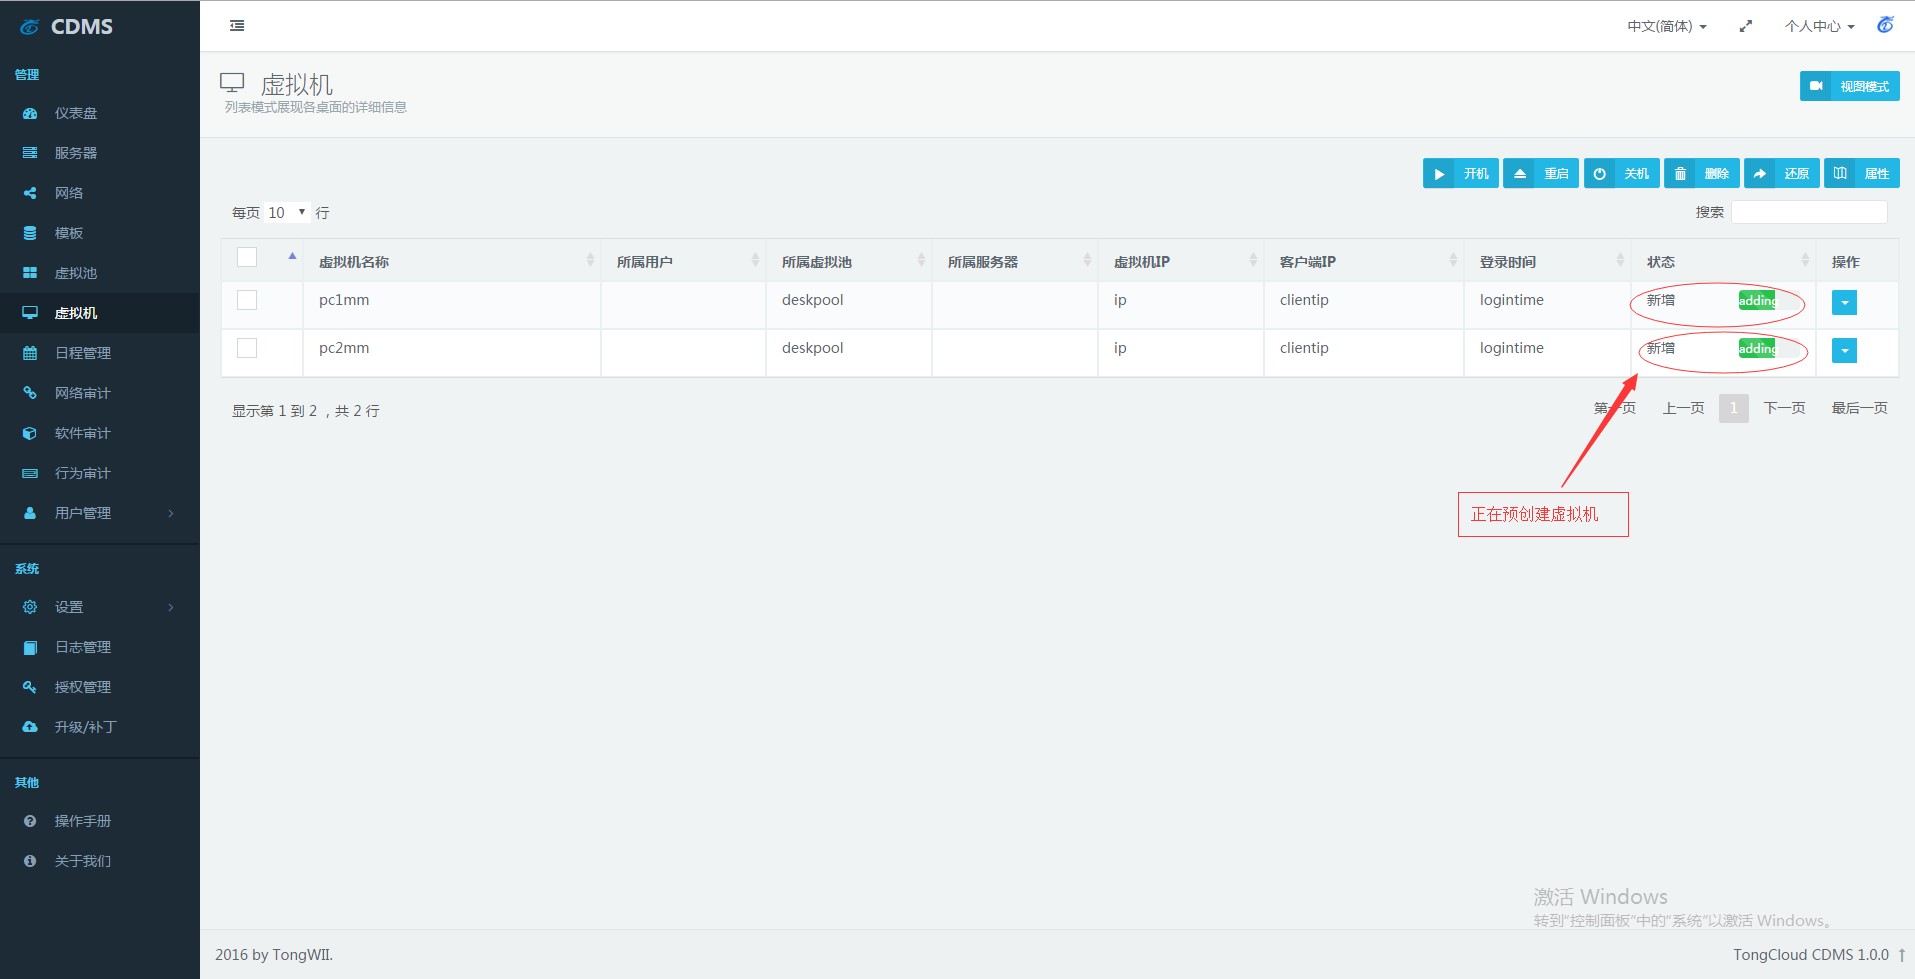 CDMS
中文(简体)
个人中心
管理
仪表盘
服务器
网络
模板
虚拟池
虚拟机
日程管理
网络审计
软件审计
行为审计
用户管理
系统
设置
日志管理
授权管理
升级/补丁
其他
操作手册
关于我们
虚拟机
列表模式展现各桌面的详细信息
视图模式
开机 重启 关机 删除 还原 属性
每页 10 行
搜索
虚拟机名称 所属用户 所属虚拟池 所属服务器 虚拟机IP 客户端IP 登录时间 状态 操作
pc1mm deskpool ip clientip logintime 新增 adding
pc2mm deskpool ip clientip logintime 新增 adding
显示第 1 到 2 ，共 2 行
第一页 上一页 1 下一页 最后一页
正在预创建虚拟机
激活 Windows
转到"控制面板"中的"系统"以激活 Windows。
2016 by TongWII.
TongCloud CDMS 1.0.0